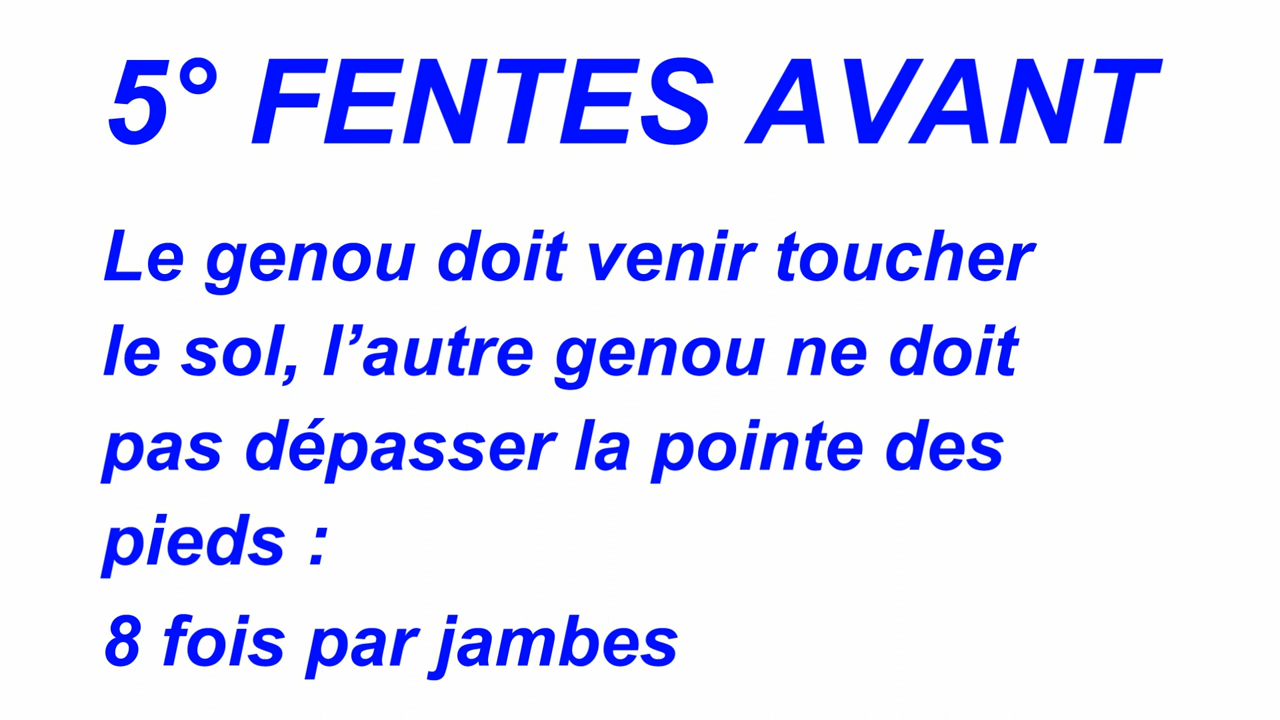 5° FENTES AVANT
Le genou doit venir toucher
le sol, l’autre genou ne doit
pas dépasser la pointe des
pieds :
8 fois par jambes